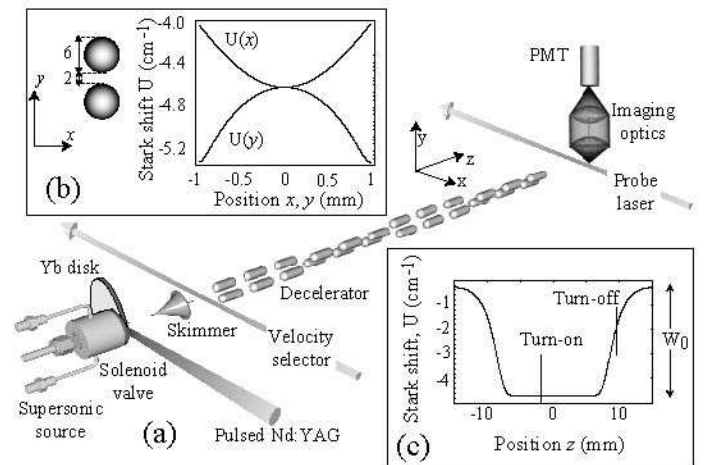 (b)
6
2
y
x
Stark shift U (cm⁻¹)
-4.0
-4.4
-4.8
-5.2
U(x)
U(y)
-1
-0.5
0
0.5
1
Position x, y (mm)
PMT
Imaging
optics
y
z
x
Probe
laser
Yb disk
Skimmer
Decelerator
Velocity
selector
Solenoid
valve
Supersonic
source
(a)
Pulsed Nd:YAG
(c)
Stark shift, U (cm⁻¹)
-1
-2
-3
-4
Turn-off
Turn-on
W₀
-10
0
10
Position z (mm)